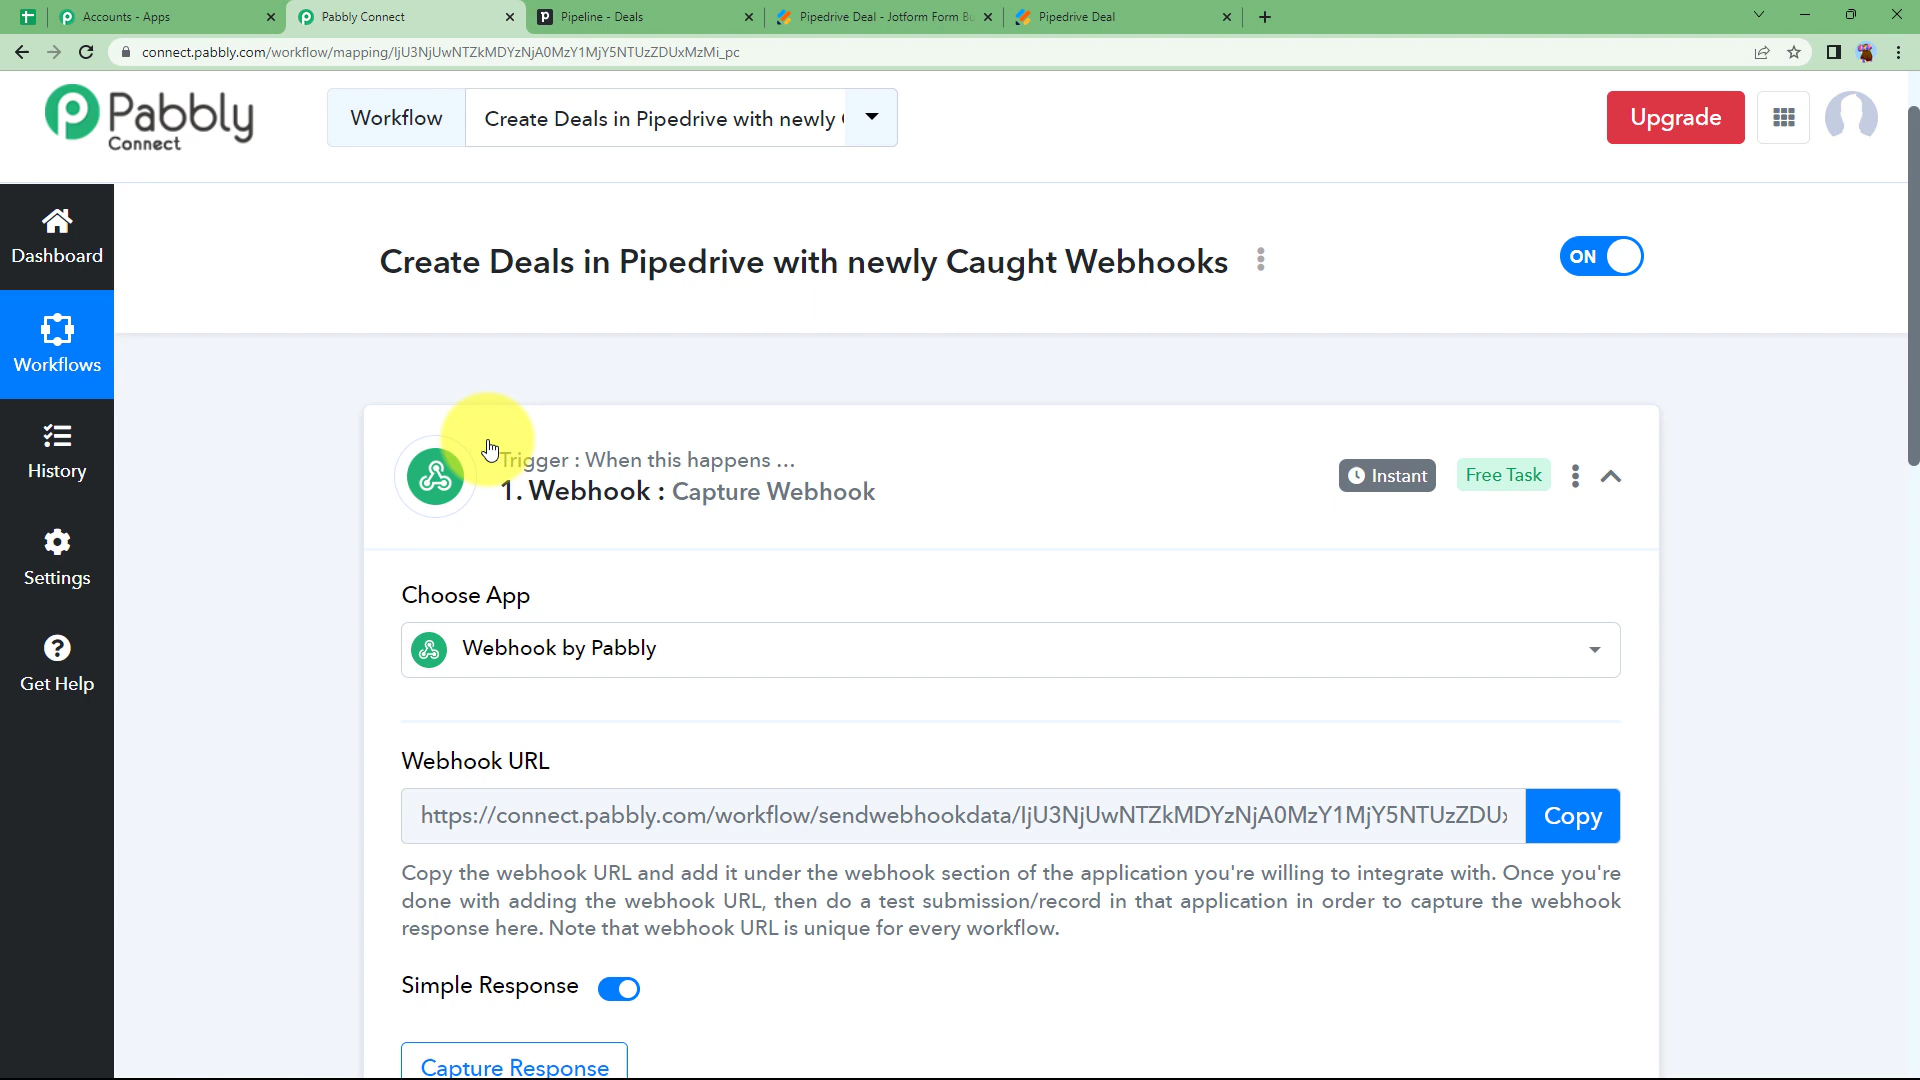 Accounts - Apps
Pabbly Connect
Pipeline - Deals
Pipedrive Deal - Jotform Form Bu
Pipedrive Deal
connect.pabbly.com/workflow/mapping/IjU3NjUwNTZkMDYzNjA0MzY1MjY5NTUzZDUxMzMi_pc
Pabbly
Connect
Workflow
Create Deals in Pipedrive with newly
Upgrade
Dashboard
Workflows
History
Settings
Get Help
Create Deals in Pipedrive with newly Caught Webhooks
ON
Trigger : When this happens ...
1. Webhook : Capture Webhook
Instant
Free Task
Choose App
Webhook by Pabbly
Webhook URL
https://connect.pabbly.com/workflow/sendwebhookdata/IjU3NjUwNTZkMDYzNjA0MzY1MjY5NTUzZDU
Copy
Copy the webhook URL and add it under the webhook section of the application you're willing to integrate with. Once you're
done with adding the webhook URL, then do a test submission/record in that application in order to capture the webhook
response here. Note that webhook URL is unique for every workflow.
Simple Response
Capture Response